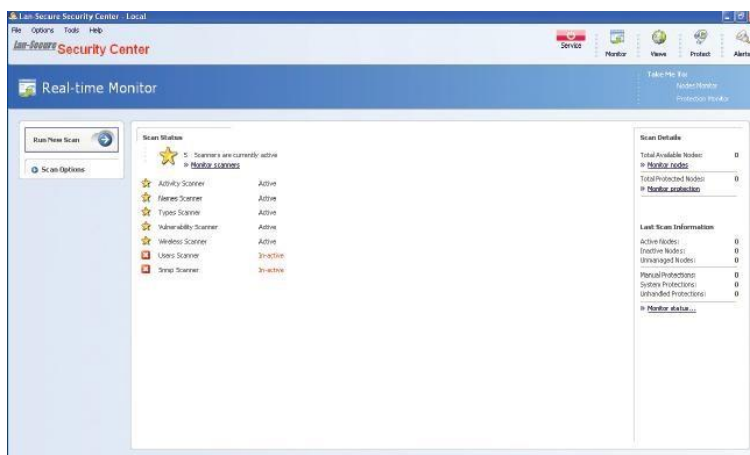 Lan-Secure Security Center - Local
File Options Tools Help
Lan-Secure Security Center
Service
Monitor
Views
Protect
Alerts
Real-time Monitor
Take Me To:
Nodes Monitor
Protection Monitor
Run New Scan
Scan Options
Scan Status
5 Scanners are currently active
» Monitor scanners
Activity Scanner Active
Names Scanner Active
Types Scanner Active
Vulnerability Scanner Active
Wireless Scanner Active
Users Scanner In-active
Snmp Scanner In-active
Scan Details
Total Available Nodes: 0
» Monitor nodes
Total Protected Nodes: 0
» Monitor protection
Last Scan Information
Active Nodes: 0
Inactive Nodes: 0
Unmanaged Nodes: 0
Manual Protections: 0
System Protections: 0
Unhandled Protections: 0
» Monitor status...